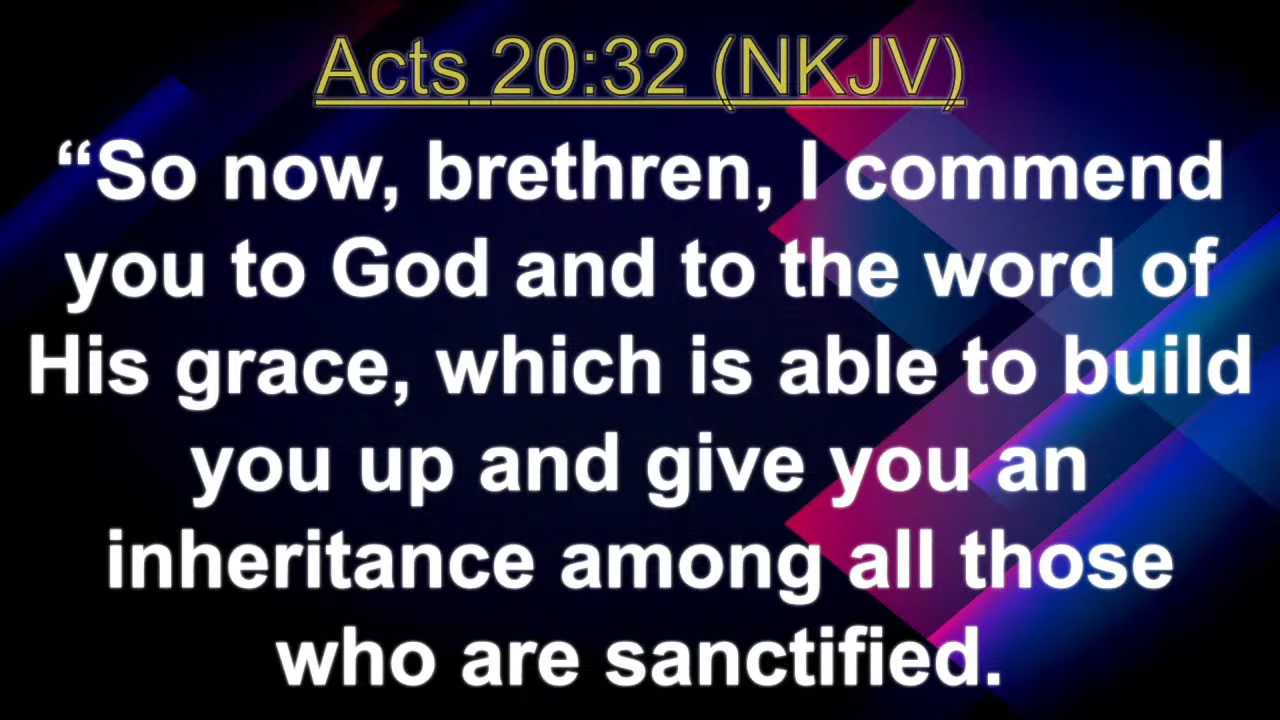 Acts 20:32 (NKJV)
“So now, brethren, I commend
you to God and to the word of
His grace, which is able to build
you up and give you an
inheritance among all those
who are sanctified.